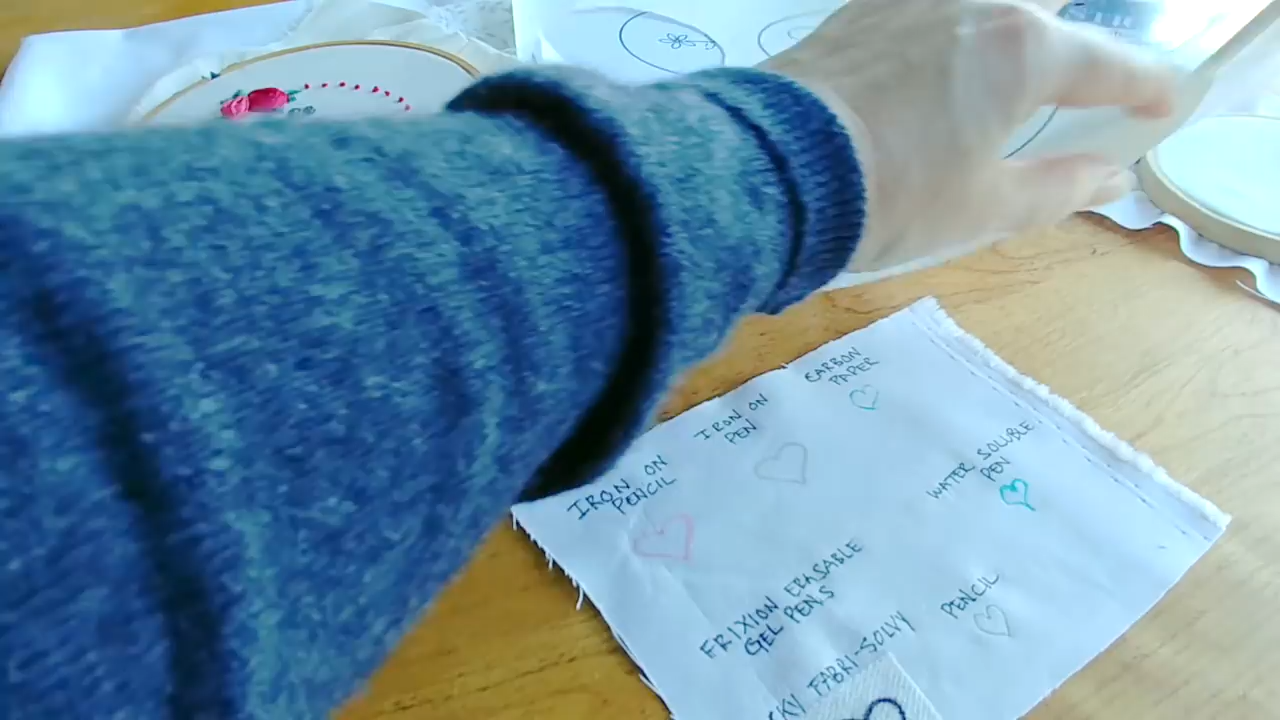 CARBON
PAPER
IRON ON
PEN
IRON ON
PENCIL
WATER SOLUBLE
PEN
FRIXION ERASABLE
GEL PENS
PENCIL
FABRI-SOLVY